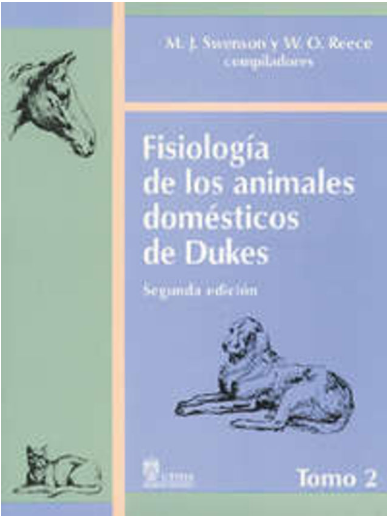 M. J. Swenson y W. O. Reece
compiladores
Fisiología
de los animales
domésticos
de Dukes
Segunda edición
Tomo 2